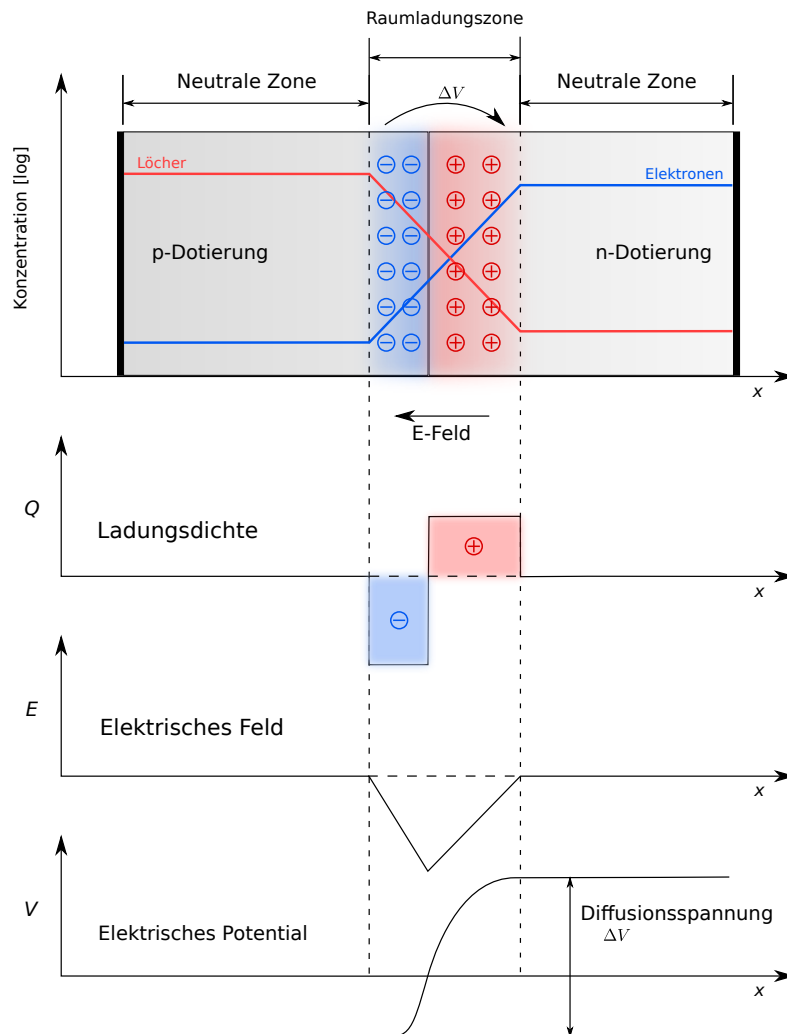 Raumladungszone
Neutrale Zone
ΔV
Neutrale Zone
Konzentration [log]
Löcher
Elektronen
p-Dotierung
n-Dotierung
x
E-Feld
Q
Ladungsdichte
x
E
Elektrisches Feld
x
V
Elektrisches Potential
Diffusionsspannung
ΔV
x